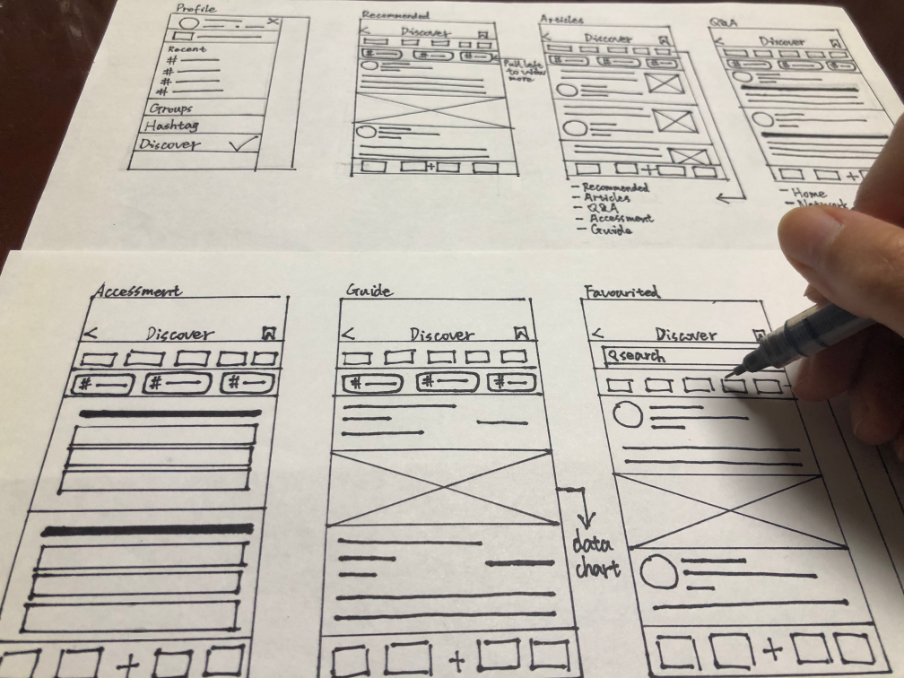 Profile
Recent
#
#
#
#
Groups
Hashtag
Discover
Recommended
< Discover
# # #
Pull left
to view
more
Articles
< Discover
# # #
- Recommended
- Articles
- Q&A
- Accessment
- Guide
Q&A
< Discover
# # #
- Home
Accessment
< Discover
# # #
+
Guide
< Discover
# # #
data
chart
+
Favourited
< Discover
search
+